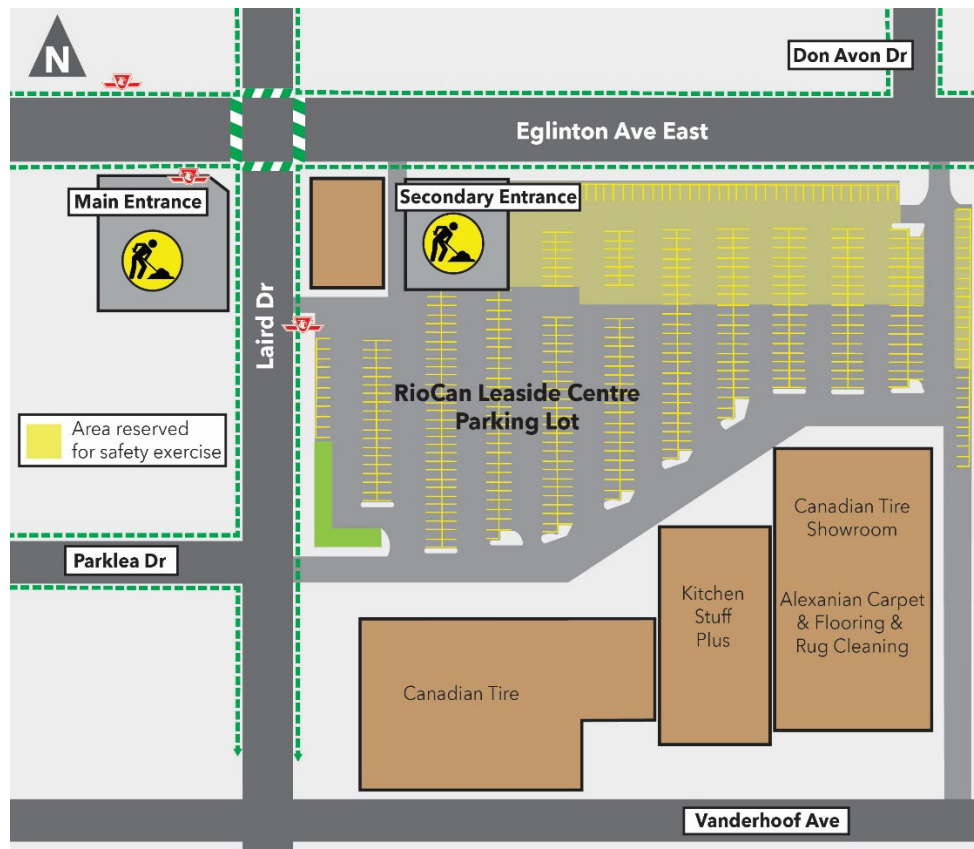 N
Don Avon Dr
Eglinton Ave East
Main Entrance
Secondary Entrance
Laird Dr
RioCan Leaside Centre
Parking Lot
Area reserved
for safety exercise
Parklea Dr
Canadian Tire
Showroom
Alexanian Carpet
& Flooring &
Rug Cleaning
Kitchen
Stuff
Plus
Canadian Tire
Vanderhoof Ave